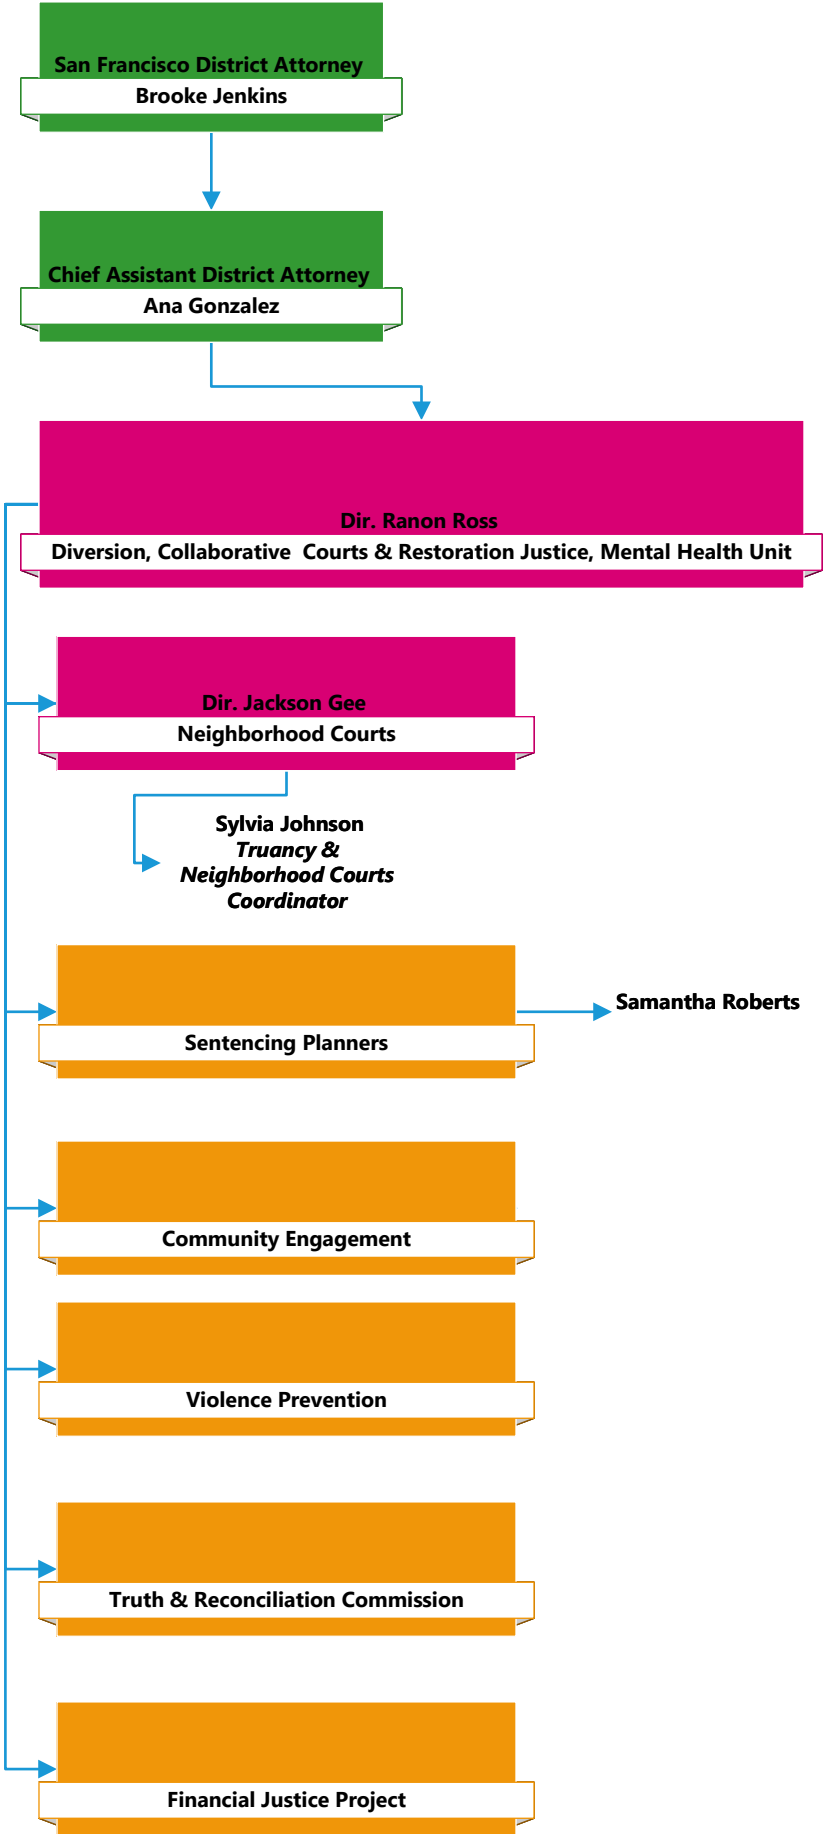 San Francisco District Attorney
Brooke Jenkins
Chief Assistant District Attorney
Ana Gonzalez
Dir. Ranon Ross
Diversion, Collaborative Courts & Restoration Justice, Mental Health Unit
Dir. Jackson Gee
Neighborhood Courts
Sylvia Johnson
Truancy &
Neighborhood Courts
Coordinator
Samantha Roberts
Sentencing Planners
Community Engagement
Violence Prevention
Truth & Reconciliation Commission
Financial Justice Project